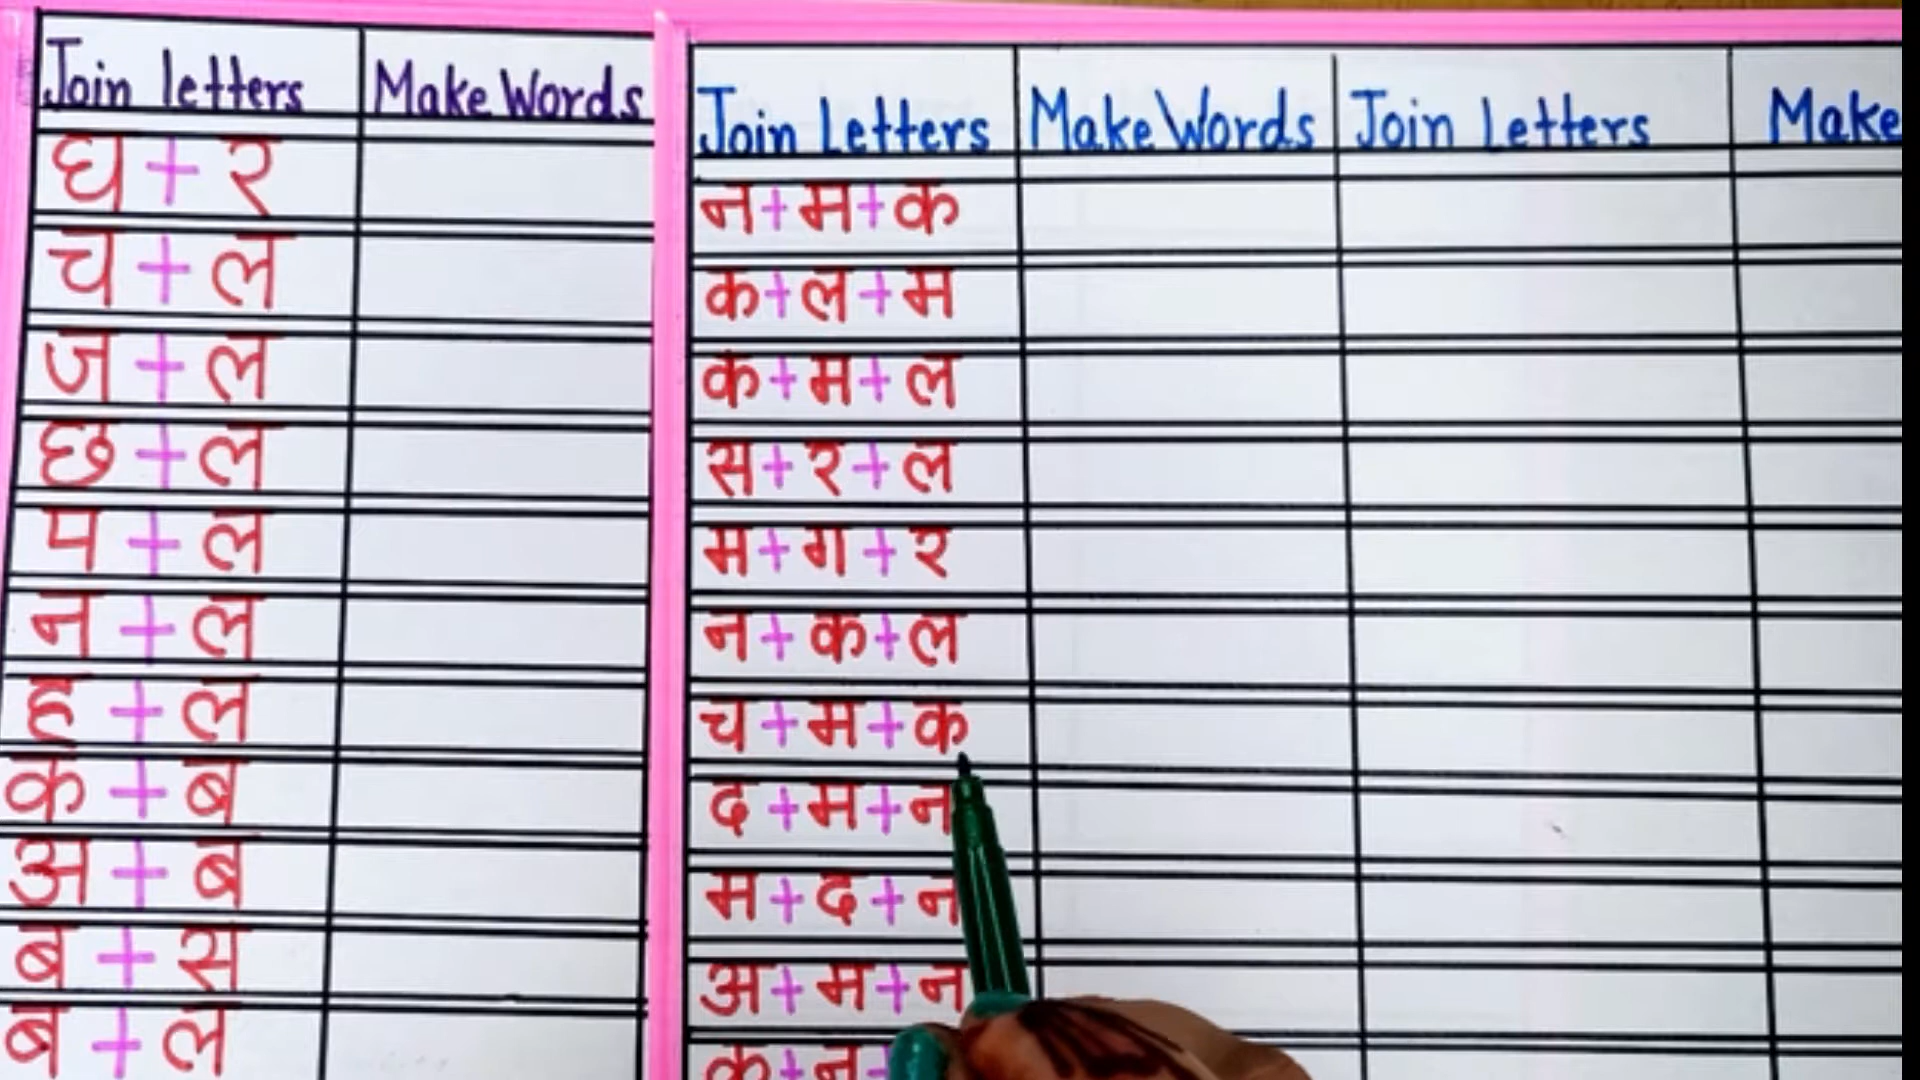 Join letters Make Words
घ+र
च+ल
ज+ल
छ+ल
प+ल
न+ल
ह+ल
क+ब
अ+ब
ब+स
ब+ल
Join Letters Make Words Join Letters Make
न+म+क
क+ल+म
क+म+ल
स+र+ल
म+ग+र
न+क+ल
च+म+क
द+म+न
म+द+न
अ+म+न
क+न+